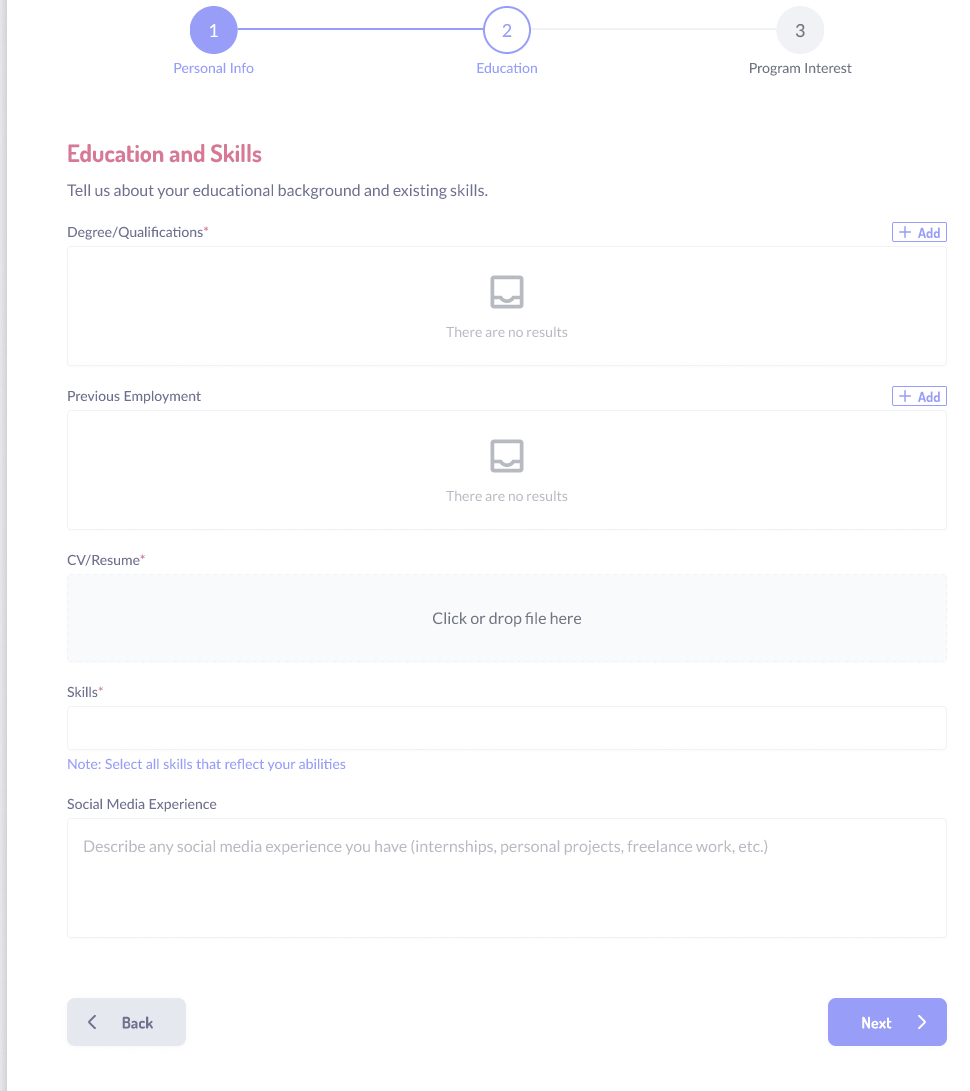 1 2 3
Personal Info Education Program Interest
Education and Skills
Tell us about your educational background and existing skills.
Degree/Qualifications* + Add
There are no results
Previous Employment + Add
There are no results
CV/Resume*
Click or drop file here
Skills*
Note: Select all skills that reflect your abilities
Social Media Experience
Describe any social media experience you have (internships, personal projects, freelance work, etc.)
Back Next